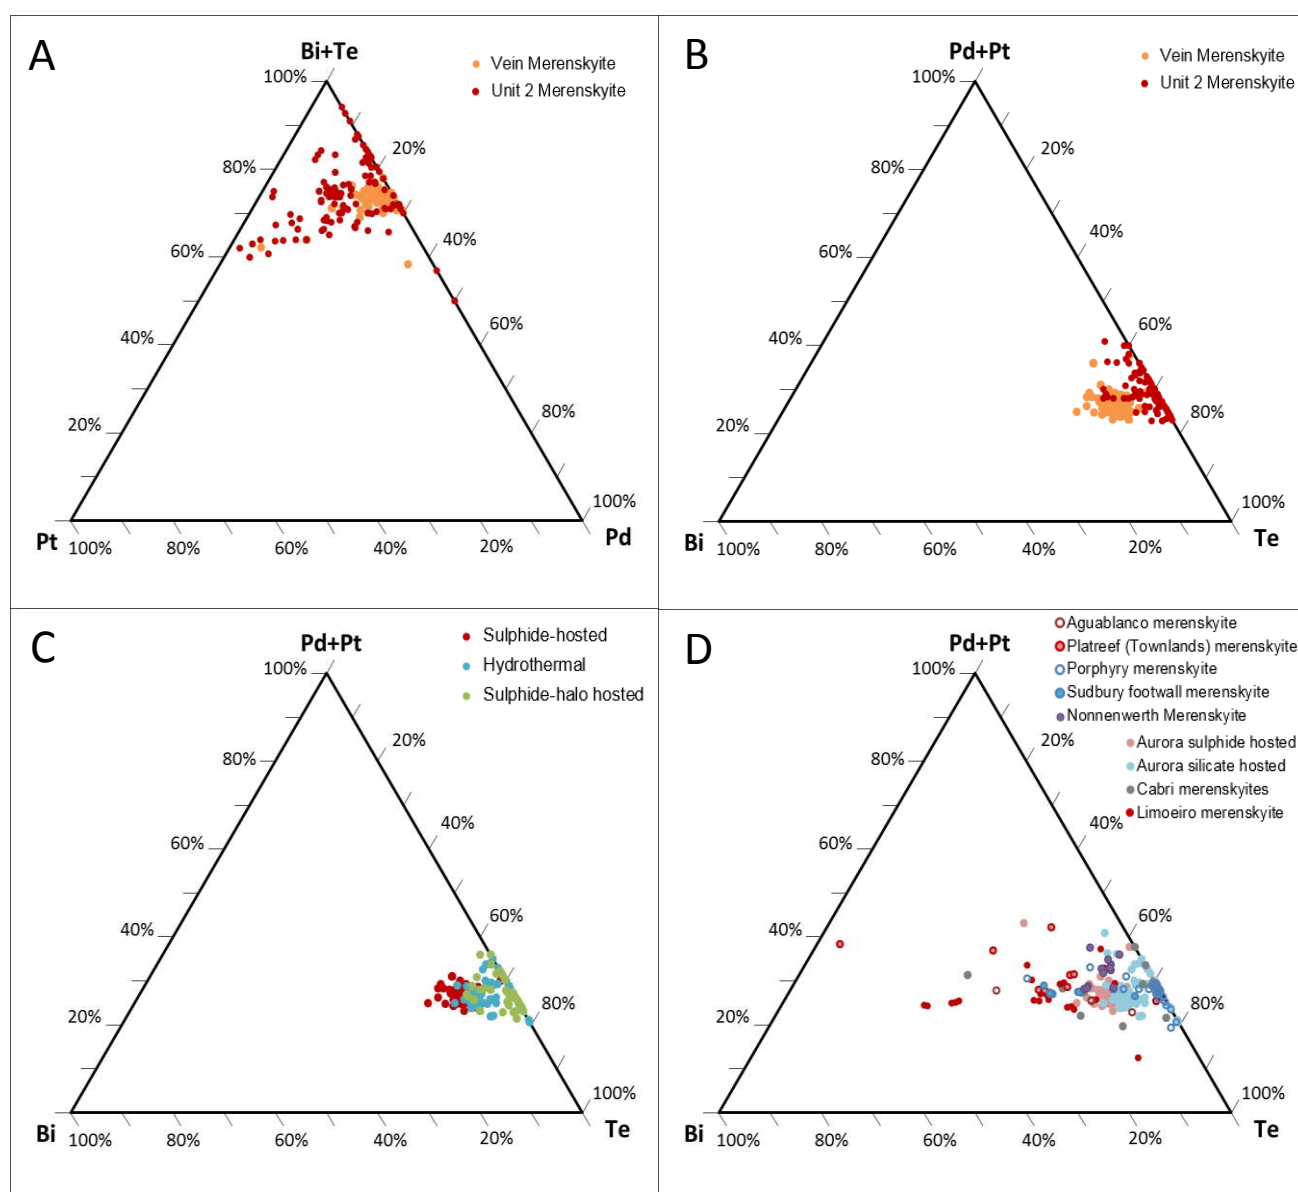 A
Bi+Te
Vein Merenskyite
Unit 2 Merenskyite
100%
20%
80%
40%
60%
60%
40%
80%
20%
100%
Pt
Pd
100%
80%
60%
40%
20%
B
Pd+Pt
Vein Merenskyite
Unit 2 Merenskyite
100%
20%
80%
40%
60%
60%
40%
80%
20%
100%
Bi
Te
100%
80%
60%
40%
20%
C
Pd+Pt
Sulphide-hosted
Hydrothermal
Sulphide-halo hosted
100%
20%
80%
40%
60%
60%
40%
80%
20%
100%
Bi
Te
100%
80%
60%
40%
20%
D
Pd+Pt
Aguablanco merenskyite
Platreef (Townlands) merenskyite
Porphyry merenskyite
Sudbury footwall merenskyite
Nonnenwerth Merenskyite
Aurora sulphide hosted
Aurora silicate hosted
Cabri merenskyites
Limoeiro merenskyite
100%
20%
80%
40%
60%
60%
40%
80%
20%
100%
Bi
Te
100%
80%
60%
40%
20%